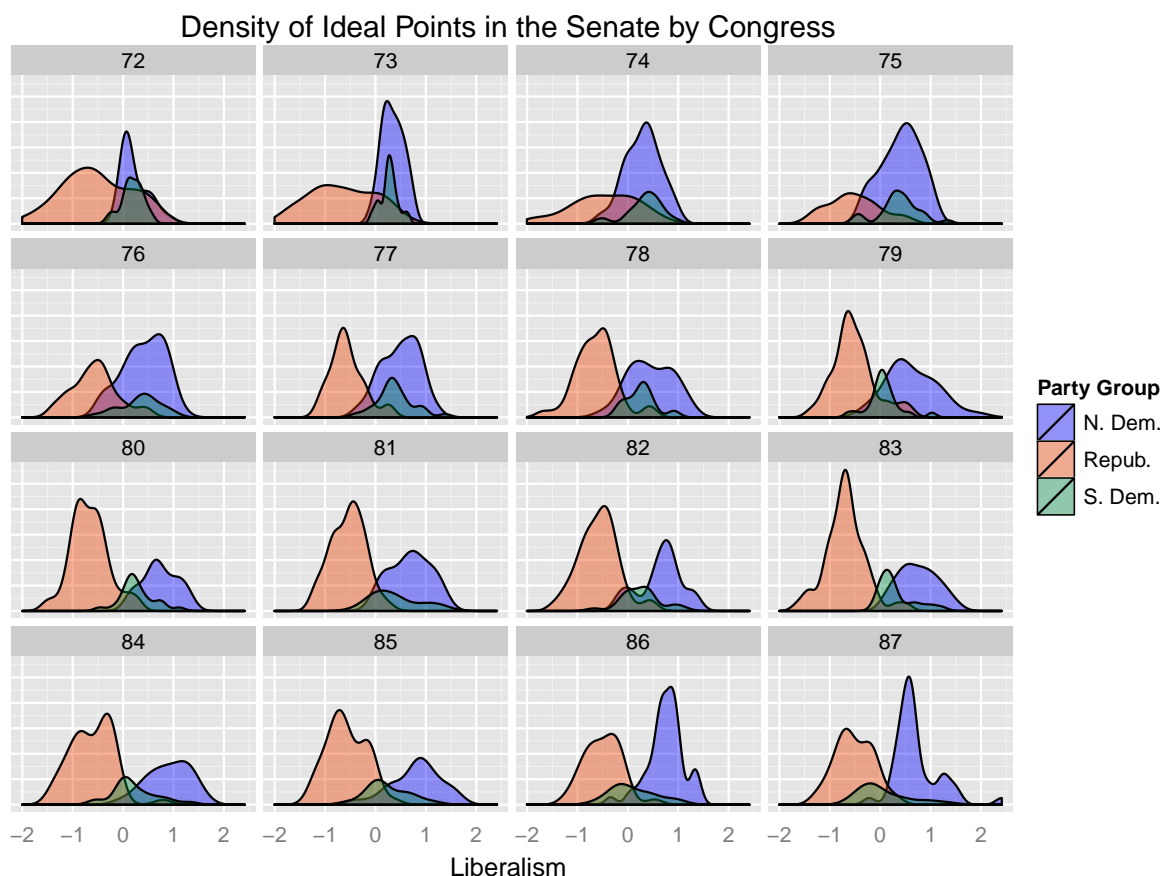 Density of Ideal Points in the Senate by Congress
72 73 74 75
76 77 78 79
Party Group
N. Dem.
Repub.
S. Dem.
80 81 82 83
84 85 86 87
−2 −1 0 1 2 −2 −1 0 1 2 −2 −1 0 1 2 −2 −1 0 1 2
Liberalism